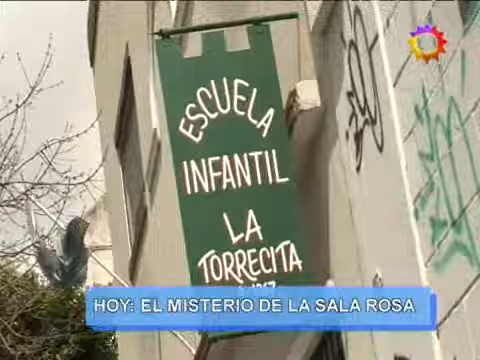 ESCUELA
INFANTIL
LA
TORRECITA
HOY: EL MISTERIO DE LA SALA ROSA